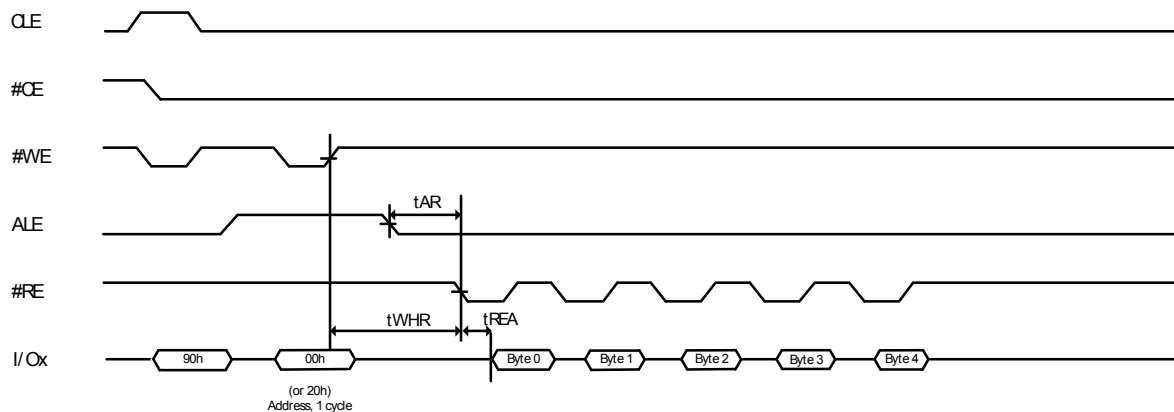 CLE
#CE
#WE
ALE
tAR
#RE
tWHR
tREA
I/Ox
90h
00h
Byte 0
Byte 1
Byte 2
Byte 3
Byte 4
(or 20h)
Address, 1 cycle